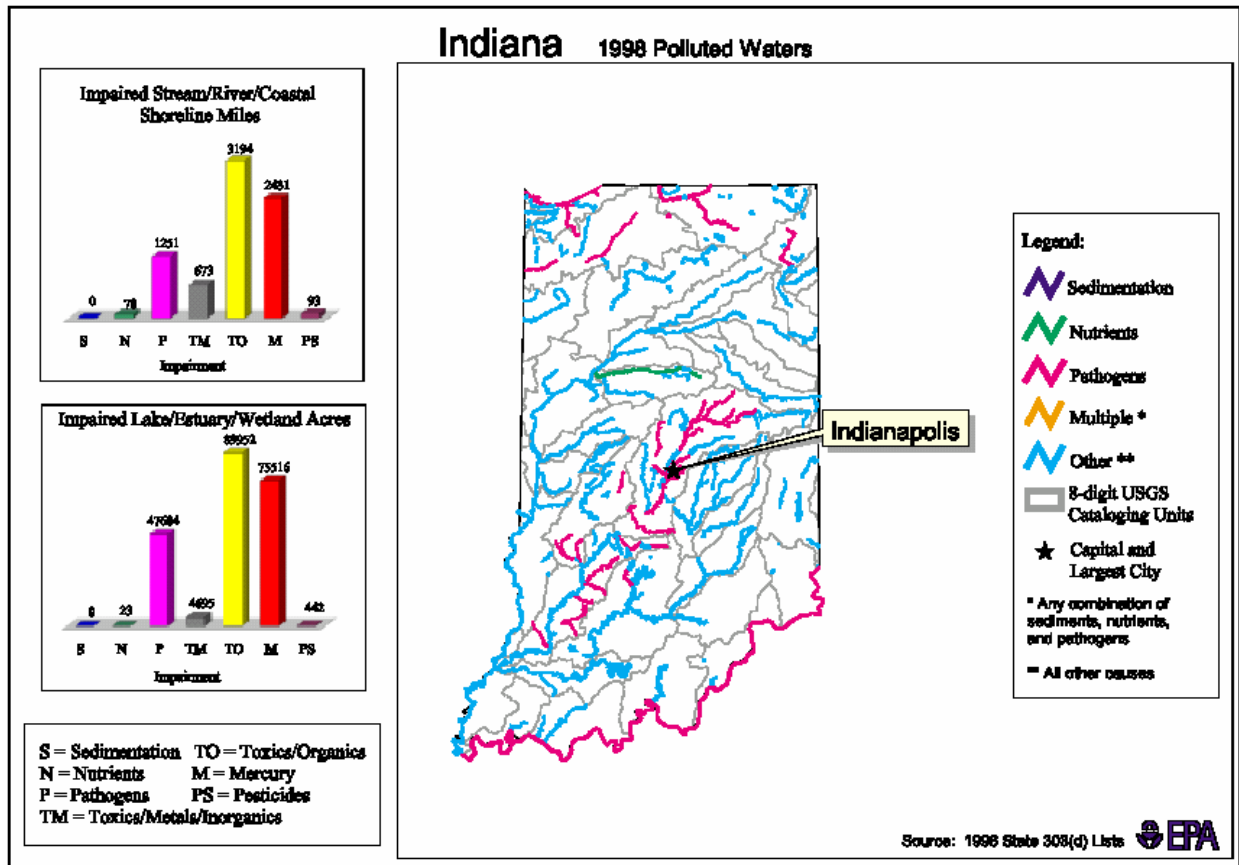 Indiana 1998 Polluted Waters
Impaired Stream/River/Coastal
Shoreline Miles
3194
2431
1251
673
0
78
93
S N P TM TO M PS
Impairment
Impaired Lake/Estuary/Wetland Acres
75516
47684
4695
0
23
442
S N P TM TO M PS
Impairment
S = Sedimentation TO = Toxics/Organics
N = Nutrients M = Mercury
P = Pathogens PS = Pesticides
TM = Toxics/Metals/Inorganics
Indianapolis
Legend:
Sedimentation
Nutrients
Pathogens
Multiple *
Other **
8-digit USGS
Cataloging Units
Capital and
Largest City
* Any combination of
sediments, nutrients,
and pathogens
** All other causes
Source: 1998 State 303(d) Lists EPA